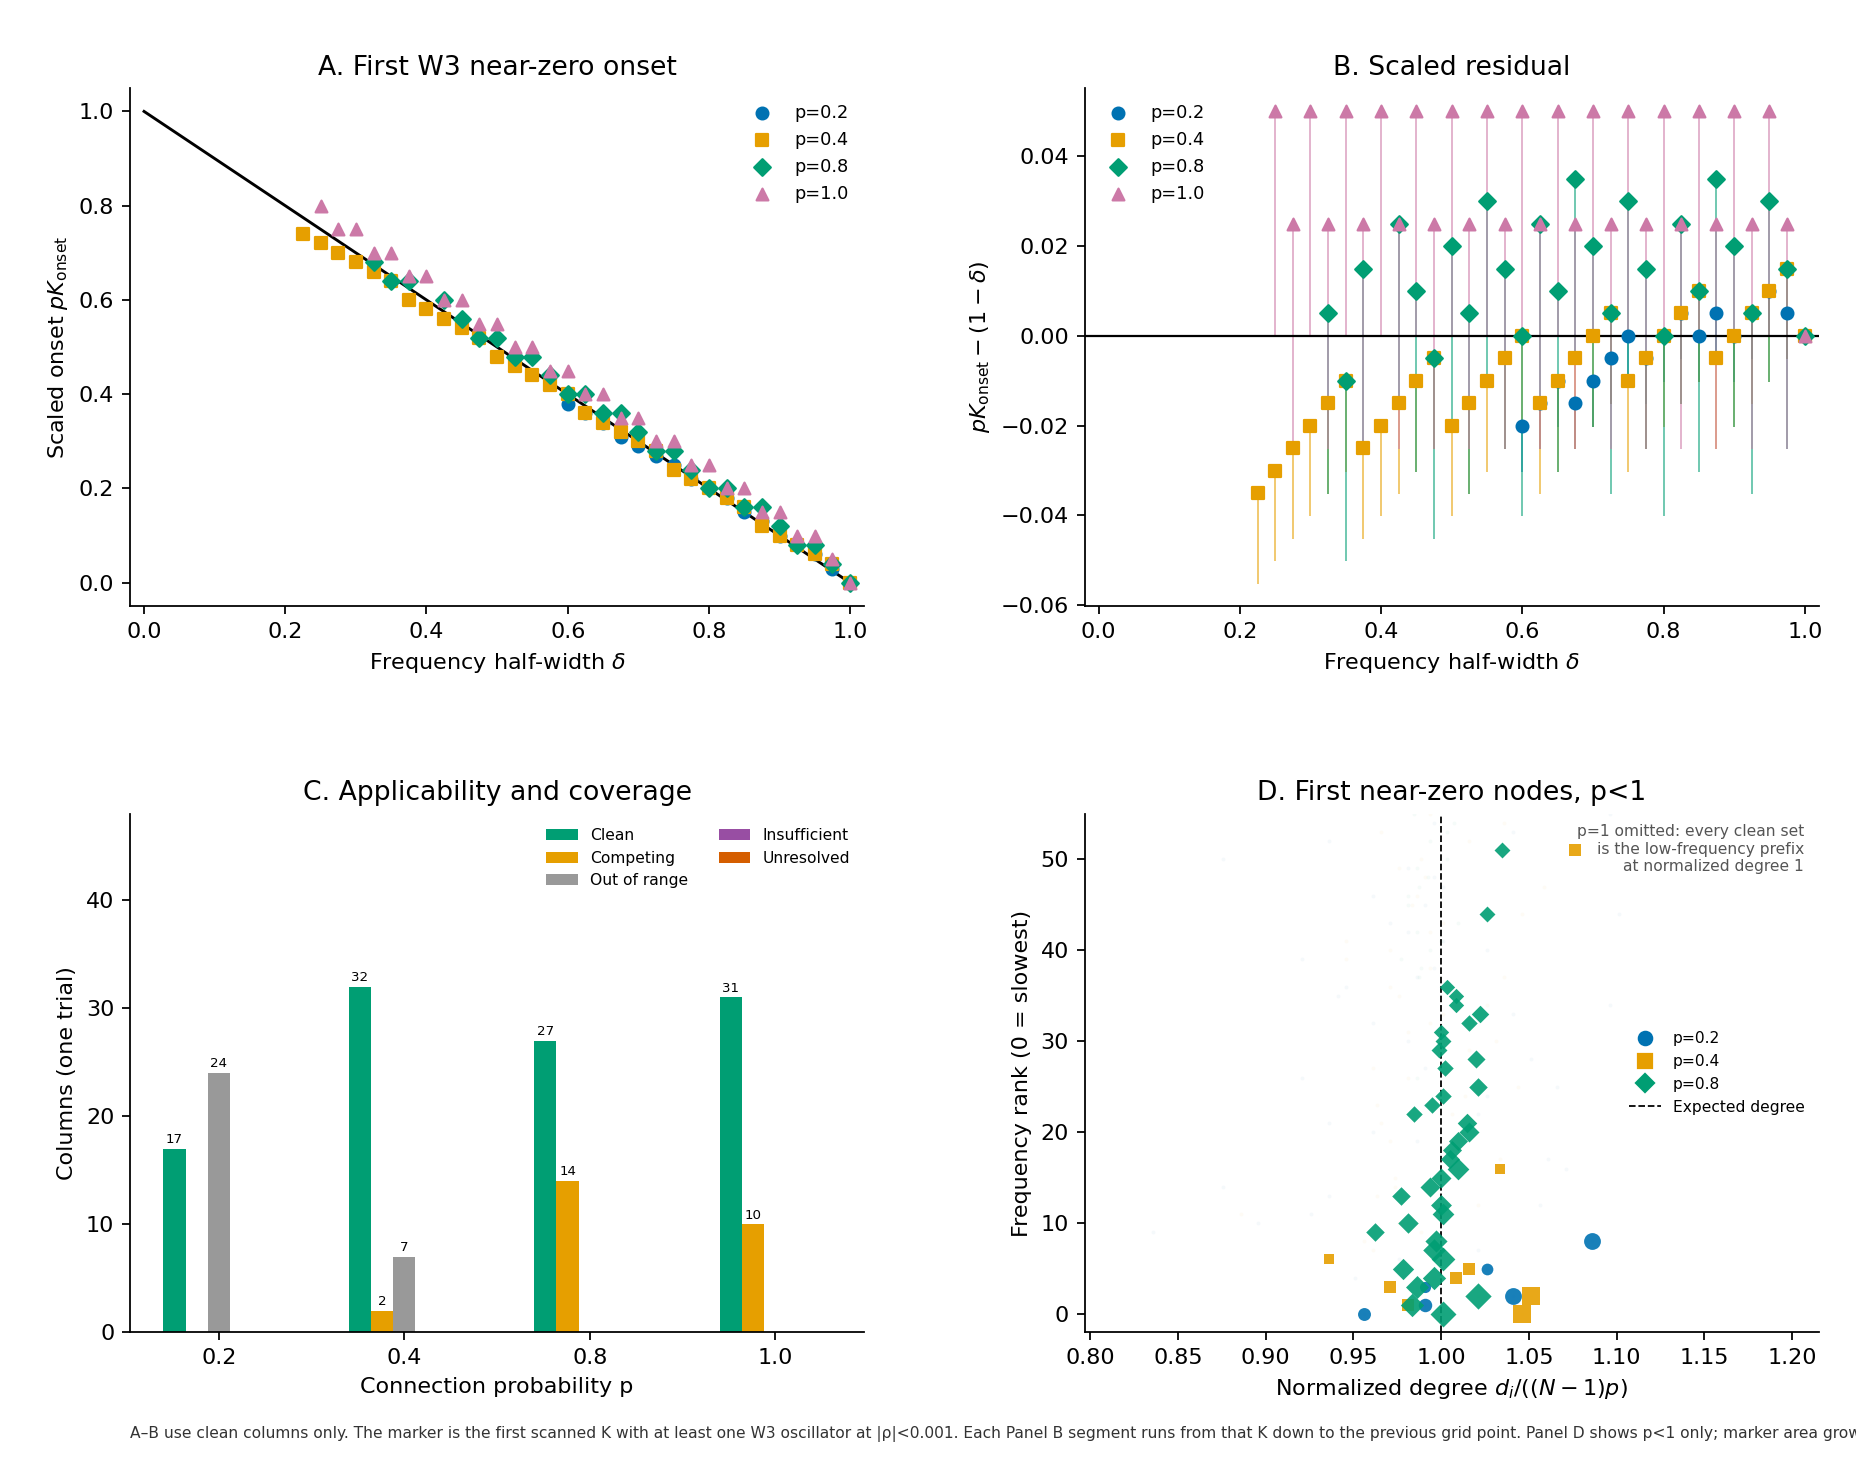 A. First W3 near-zero onset
Scaled onset pK_onset
1.0
0.8
0.6
0.4
0.2
0.0
p=0.2
p=0.4
p=0.8
p=1.0
0.0 0.2 0.4 0.6 0.8 1.0
Frequency half-width δ
B. Scaled residual
pK_onset − (1 − δ)
0.04
0.02
0.00
−0.02
−0.04
−0.06
p=0.2
p=0.4
p=0.8
p=1.0
0.0 0.2 0.4 0.6 0.8 1.0
Frequency half-width δ
C. Applicability and coverage
Columns (one trial)
40
30
20
10
0
Clean
Competing
Out of range
Insufficient
Unresolved
17
24
32
2
7
27
14
31
10
0.2 0.4 0.8 1.0
Connection probability p
D. First near-zero nodes, p<1
Frequency rank (0 = slowest)
50
40
30
20
10
0
p=1 omitted: every clean set
is the low-frequency prefix
at normalized degree 1
p=0.2
p=0.4
p=0.8
Expected degree
0.80 0.85 0.90 0.95 1.00 1.05 1.10 1.15 1.20
Normalized degree d_i/((N − 1)p)
A–B use clean columns only. The marker is the first scanned K with at least one W3 oscillator at |ρ|<0.001. Each Panel B segment runs from that K down to the previous grid point. Panel D shows p<1 only; marker area